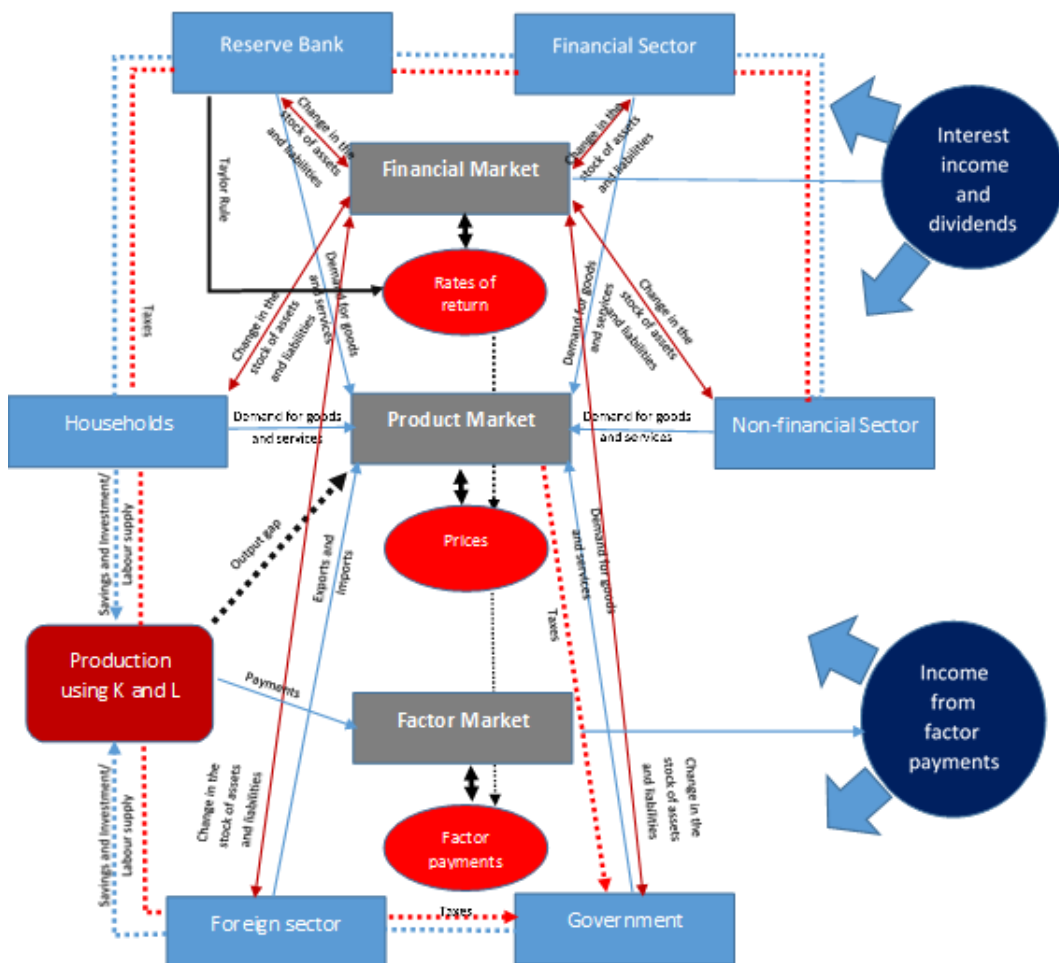 Reserve Bank
Financial Sector
Change in the
stock of assets
and liabilities
Change in the
stock of assets
and liabilities
Financial Market
Interest
income
and
dividends
Taylor Rule
Rates of
return
Taxes
Change in the
stock of assets
and liabilities
Demand for goods
and services
Demand for goods
and services
Change in the
stock of assets
and liabilities
Households
Demand for goods
and services
Product Market
Demand for goods
and services
Non-financial Sector
Savings and Investment/
Labour supply
Output gap
Exports and
Imports
Prices
Demand for goods
and services
Taxes
Production
using K and L
Payments
Factor Market
Income
from
factor
payments
Change in the
stock of assets
and liabilities
Change in the
stock of assets
and liabilities
Savings and Investment/
Labour supply
Factor
payments
Foreign sector
Taxes
Government